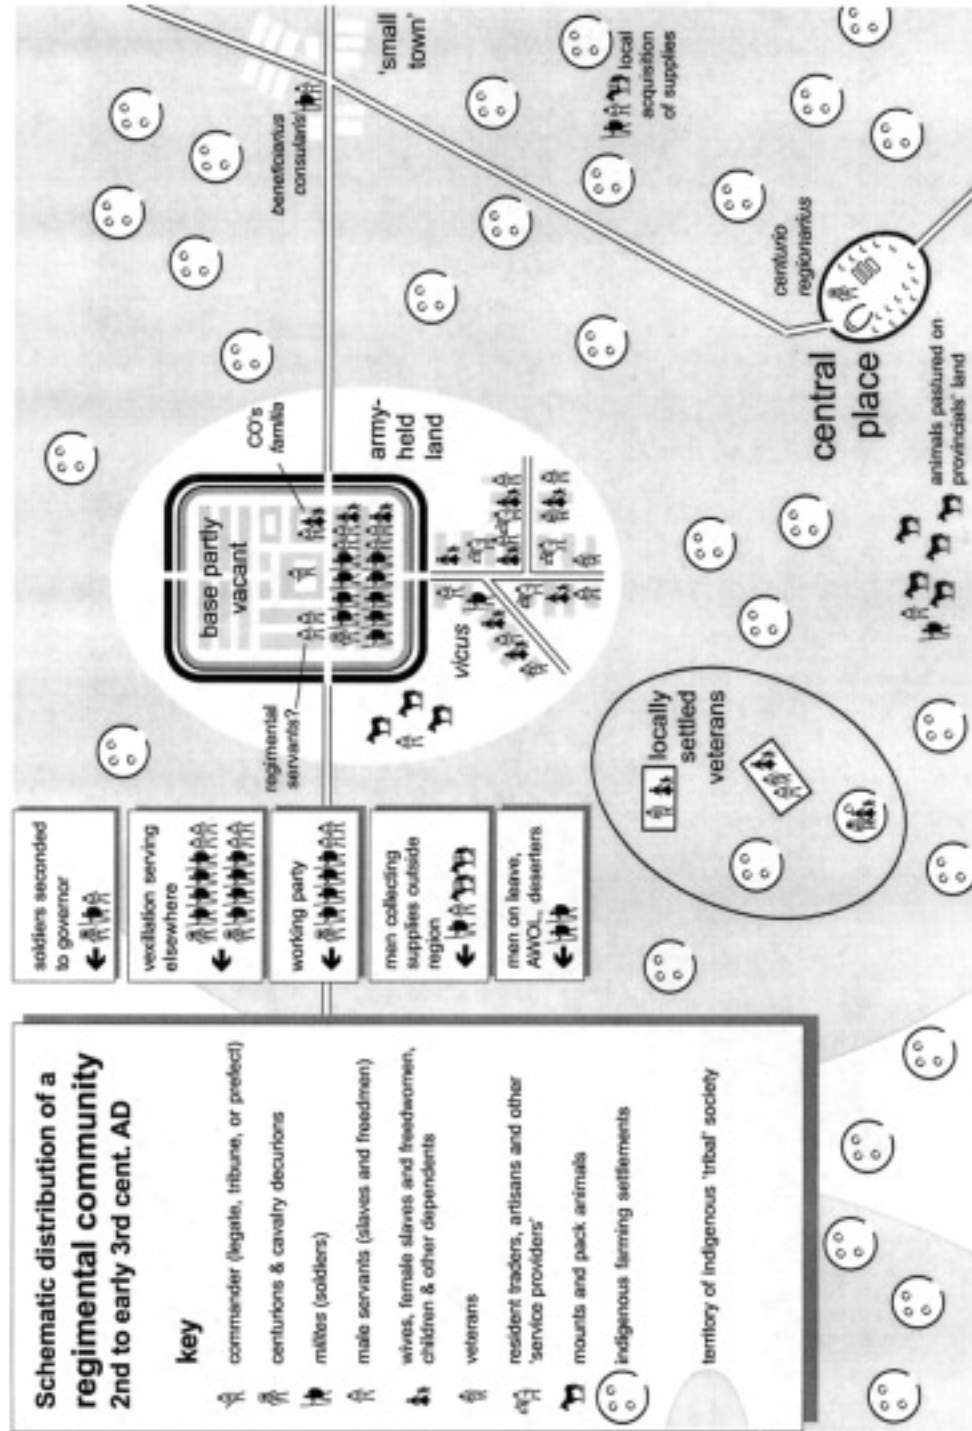 Schematic distribution of a
regimental community
2nd to early 3rd cent. AD
key
commander (legate, tribune, or prefect)
centurions & cavalry decurions
milites (soldiers)
male servants (slaves and freedmen)
wives, female slaves and freedwomen,
children & other dependents
veterans
resident traders, artisans and other
'service providers'
mounts and pack animals
indigenous farming settlements
territory of indigenous 'tribal' society
soldiers seconded
to governor
vexillation serving
elsewhere
working party
men collecting
supplies outside
region
men on leave,
AWOL, deserters
regimental
servants?
base partly
vacant
CO's
familia
army-
held
land
vicus
locally
settled
veterans
beneficiarius
consularis
'small
town'
local
acquisition
of supplies
centurio
regionarius
central
place
animals pastured on
provincials' land